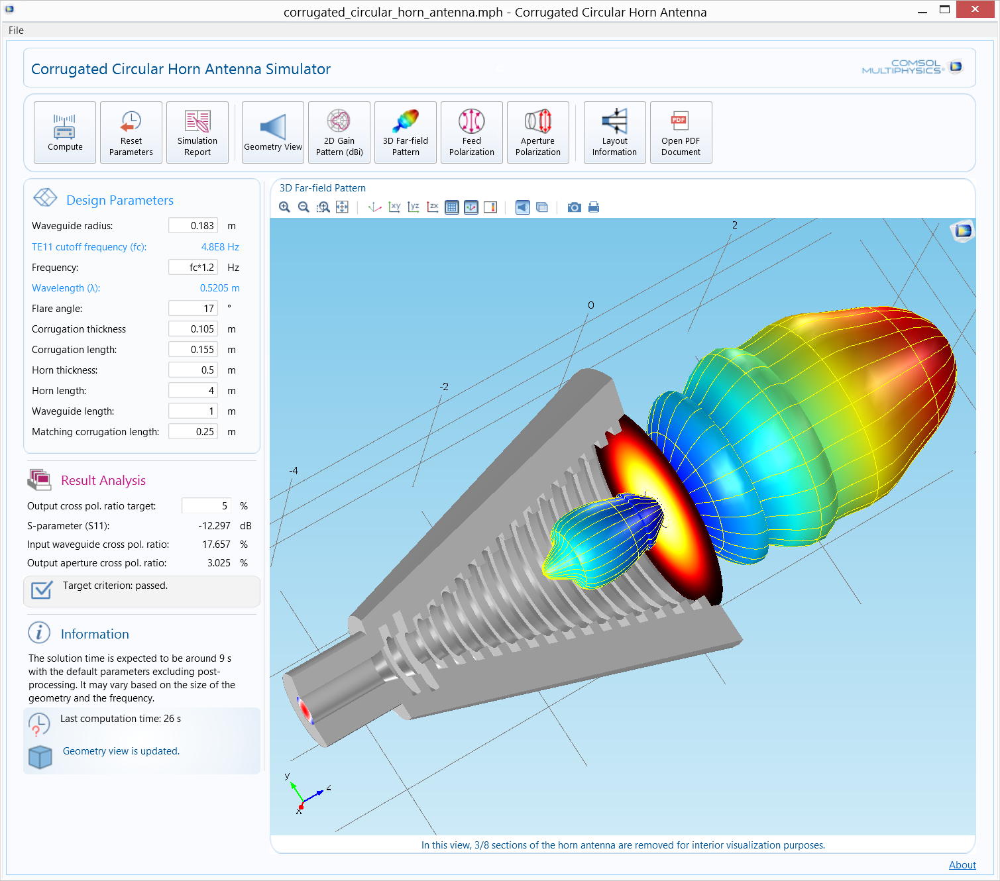 corrugated_circular_horn_antenna.mph - Corrugated Circular Horn Antenna
File
Corrugated Circular Horn Antenna Simulator
COMSOL
MULTIPHYSICS®
Compute
Reset
Parameters
Simulation
Report
Geometry View
2D Gain
Pattern (dBi)
3D Far-field
Pattern
Feed
Polarization
Aperture
Polarization
Layout
Information
PDF
Open PDF
Document
Design Parameters
Waveguide radius: 0.183 m
TE11 cutoff frequency (fc): 4.8E8 Hz
Frequency: fc*1.2 Hz
Wavelength (λ): 0.5205 m
Flare angle: 17 °
Corrugation thickness 0.105 m
Corrugation length: 0.155 m
Horn thickness: 0.5 m
Horn length: 4 m
Waveguide length: 1 m
Matching corrugation length: 0.25 m
Result Analysis
Output cross pol. ratio target: 5 %
S-parameter (S11): -12.297 dB
Input waveguide cross pol. ratio: 17.657 %
Output aperture cross pol. ratio: 3.025 %
Target criterion: passed.
Information
The solution time is expected to be around 9 s
with the default parameters excluding post-
processing. It may vary based on the size of the
geometry and the frequency.
Last computation time: 26 s
Geometry view is updated.
3D Far-field Pattern
xy yz zx
2
0
-2
-4
y
z
x
In this view, 3/8 sections of the horn antenna are removed for interior visualization purposes.
About